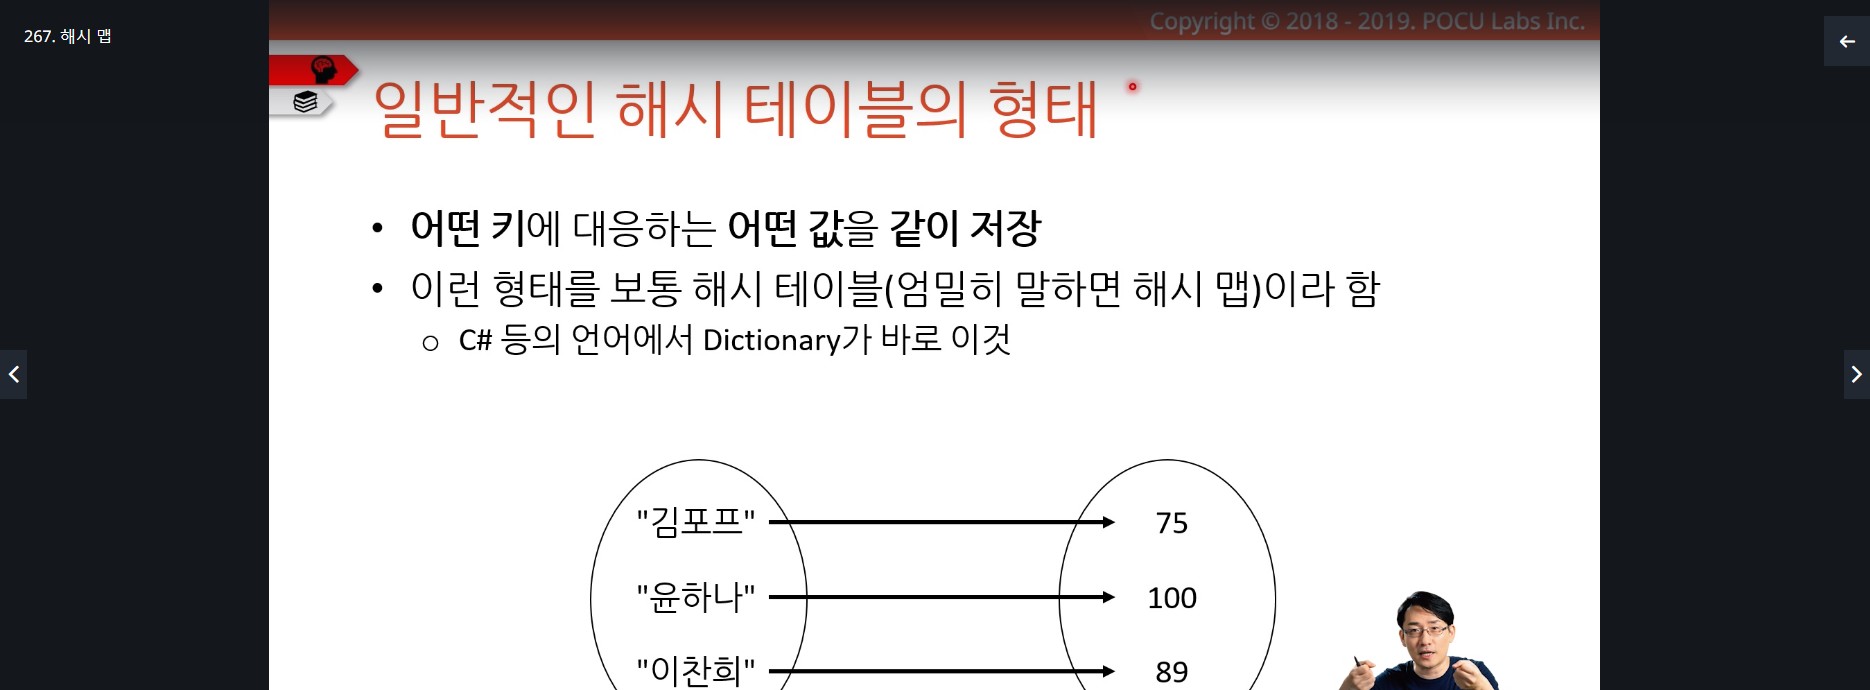 267. 해시 맵
Copyright © 2018 - 2019. POCU Labs Inc.
일반적인 해시 테이블의 형태
• 어떤 키에 대응하는 어떤 값을 같이 저장
• 이런 형태를 보통 해시 테이블(엄밀히 말하면 해시 맵)이라 함
o C# 등의 언어에서 Dictionary가 바로 이것
"김포프" 75
"윤하나" 100
"이찬희" 89